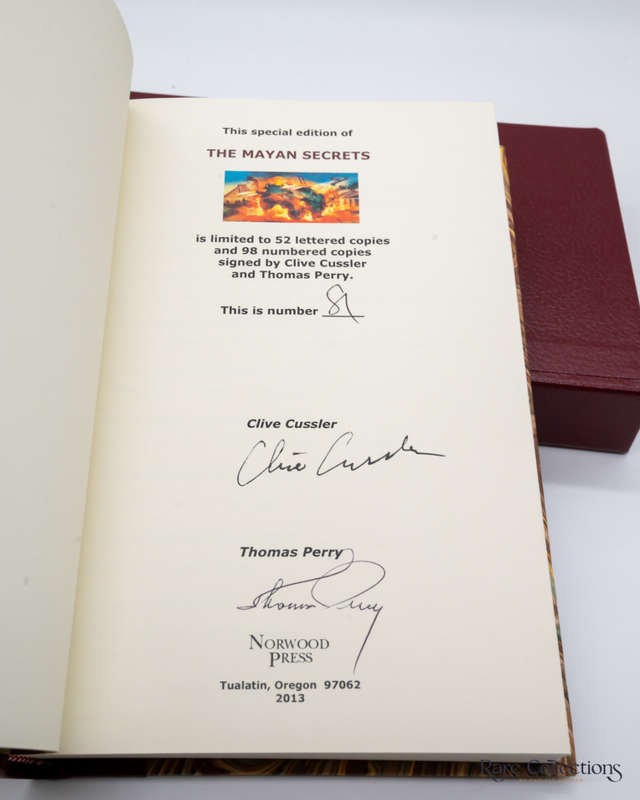 This special edition of
THE MAYAN SECRETS
is limited to 52 lettered copies
and 98 numbered copies
signed by Clive Cussler
and Thomas Perry.
This is number 81
Clive Cussler
Clive Cussler
Thomas Perry
Thomas Perry
NORWOOD
PRESS
Tualatin, Oregon 97062
2013
Rare Collections